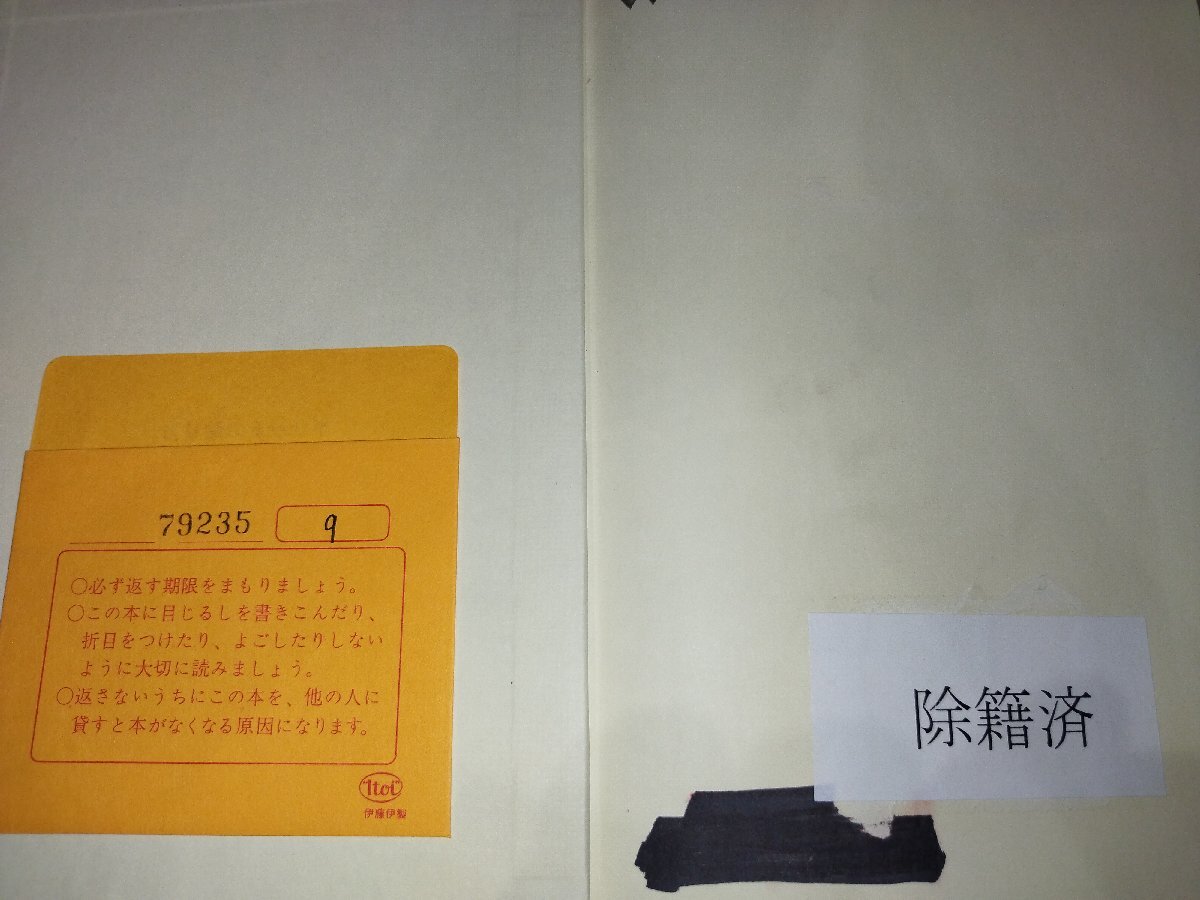 79235
9
○必ず返す期限をまもりましょう。
○この本に目じるしを書きこんだり、
折目をつけたり、よごしたりしない
ように大切に読みましょう。
○返さないうちにこの本を、他の人に
貸すと本がなくなる原因になります。
"Itoi"
伊藤伊製
除籍済